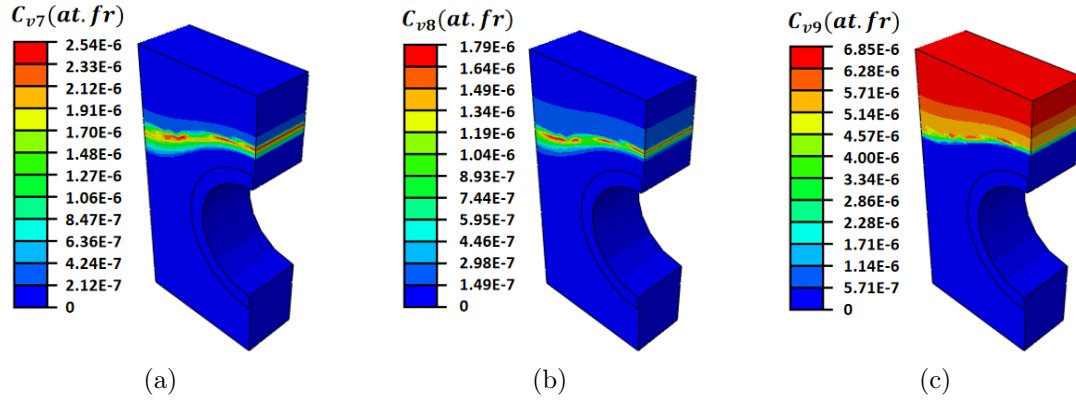 C_v7(at. fr)
2.54E-6
2.33E-6
2.12E-6
1.91E-6
1.70E-6
1.48E-6
1.27E-6
1.06E-6
8.47E-7
6.36E-7
4.24E-7
2.12E-7
0
(a)
C_v8(at. fr)
1.79E-6
1.64E-6
1.49E-6
1.34E-6
1.19E-6
1.04E-6
8.93E-7
7.44E-7
5.95E-7
4.46E-7
2.98E-7
1.49E-7
0
(b)
C_v9(at. fr)
6.85E-6
6.28E-6
5.71E-6
5.14E-6
4.57E-6
4.00E-6
3.34E-6
2.86E-6
2.28E-6
1.71E-6
1.14E-6
5.71E-7
0
(c)